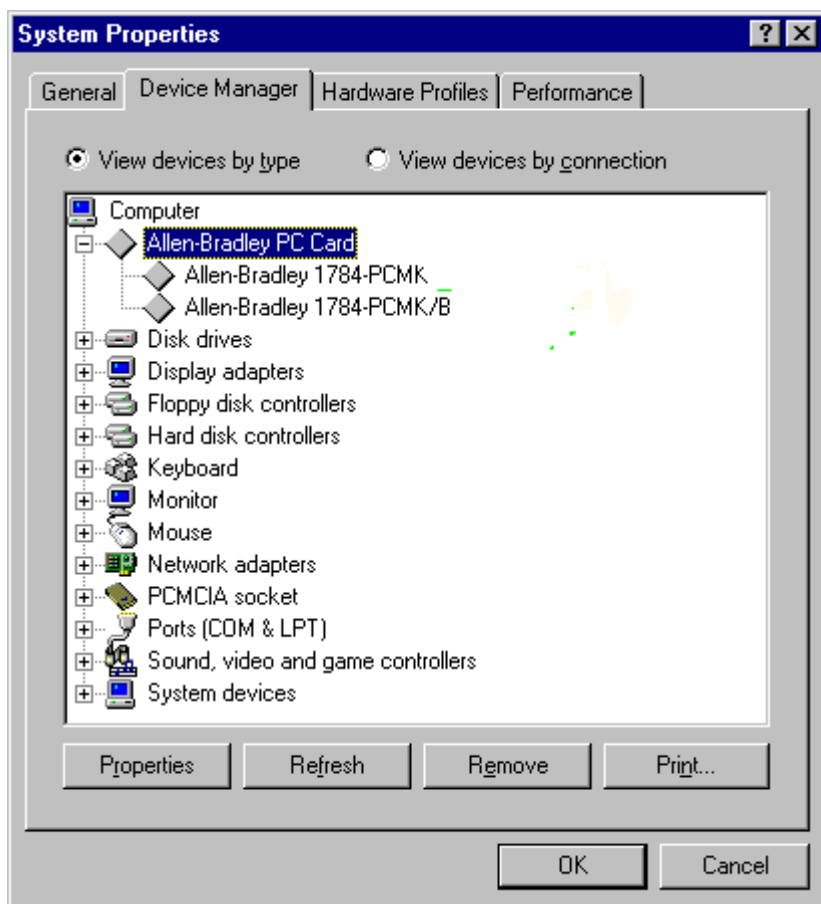 System Properties
General Device Manager Hardware Profiles Performance
View devices by type View devices by connection
Computer
Allen-Bradley PC Card
Allen-Bradley 1784-PCMK
Allen-Bradley 1784-PCMK/B
Disk drives
Display adapters
Floppy disk controllers
Hard disk controllers
Keyboard
Monitor
Mouse
Network adapters
PCMCIA socket
Ports (COM & LPT)
Sound, video and game controllers
System devices
Properties Refresh Remove Print...
OK Cancel